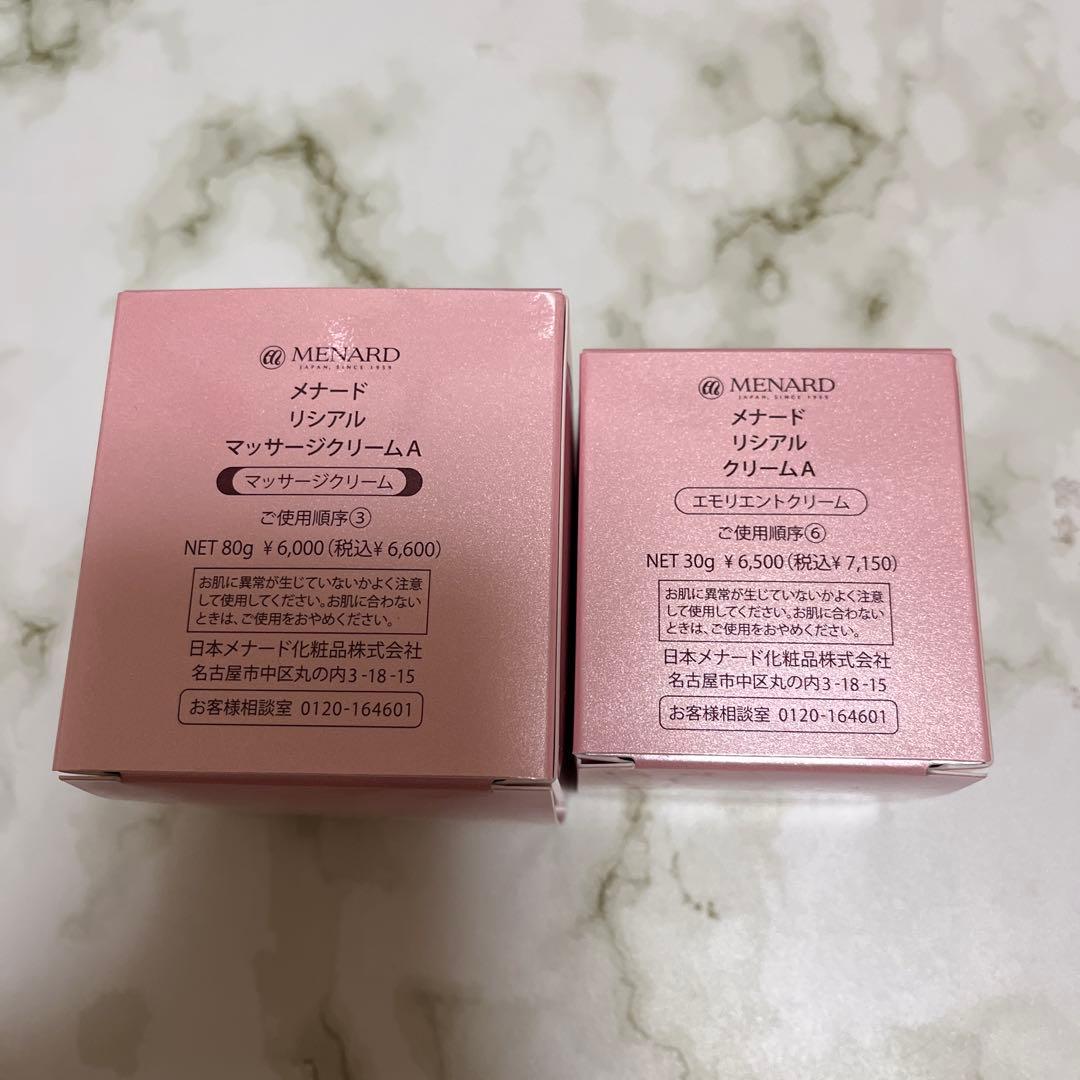 MENARD
JAPAN, SINCE 1959
メナード
リシアル
マッサージクリームA
マッサージクリーム
ご使用順序③
NET 80g ¥6,000(税込¥6,600)
お肌に異常が生じていないかよく注意
して使用してください。お肌に合わない
ときは、ご使用をおやめください。
日本メナード化粧品株式会社
名古屋市中区丸の内3-18-15
お客様相談室 0120-164601
MENARD
JAPAN, SINCE 1959
メナード
リシアル
クリームA
エモリエントクリーム
ご使用順序⑥
NET 30g ¥6,500(税込¥7,150)
お肌に異常が生じていないかよく注意
して使用してください。お肌に合わない
ときは、ご使用をおやめください。
日本メナード化粧品株式会社
名古屋市中区丸の内3-18-15
お客様相談室 0120-164601